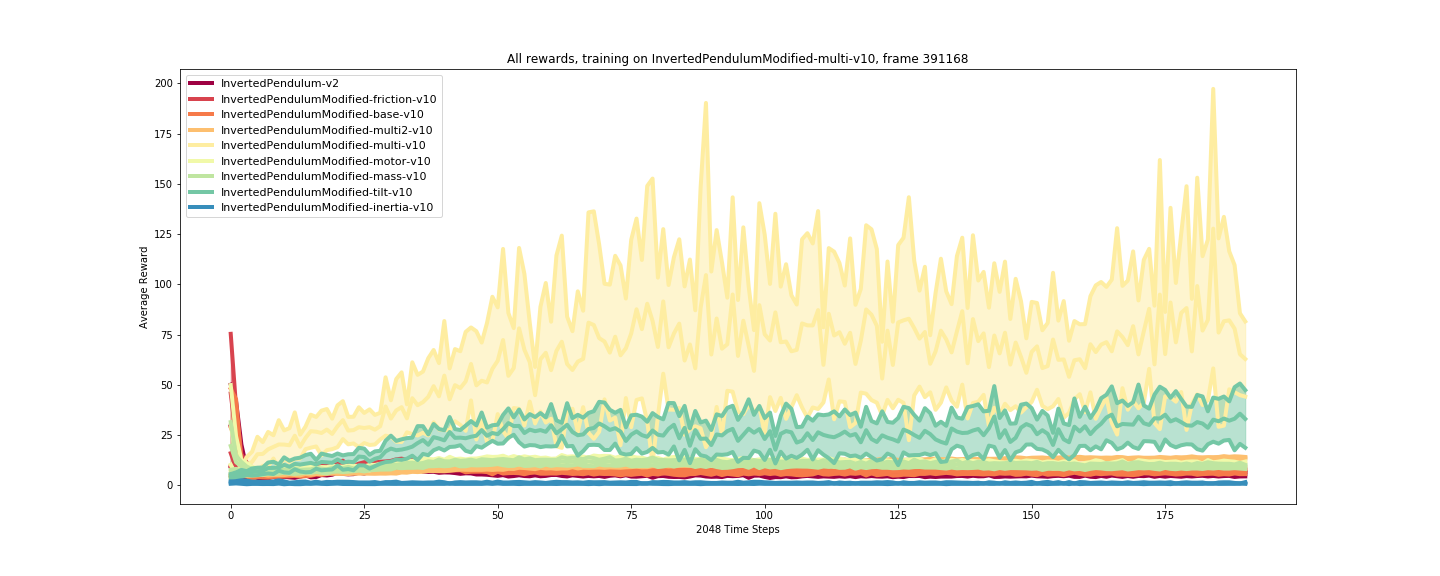 All rewards, training on InvertedPendulumModified-multi-v10, frame 391168
200
175
150
125
100
75
50
25
0
Average Reward
InvertedPendulum-v2
InvertedPendulumModified-friction-v10
InvertedPendulumModified-base-v10
InvertedPendulumModified-multi2-v10
InvertedPendulumModified-multi-v10
InvertedPendulumModified-motor-v10
InvertedPendulumModified-mass-v10
InvertedPendulumModified-tilt-v10
InvertedPendulumModified-inertia-v10
0 25 50 75 100 125 150 175
2048 Time Steps